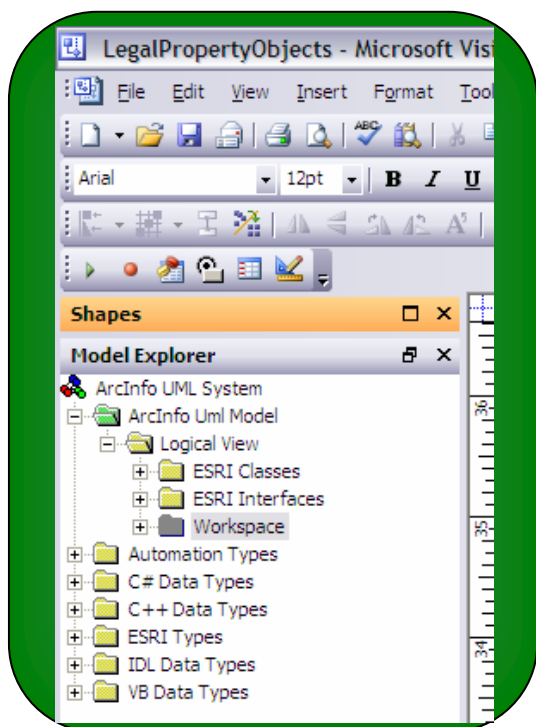 LegalPropertyObjects - Microsoft Visi
File Edit View Insert Format Tool
ABC
Arial 12pt B I U
Shapes
Model Explorer
ArcInfo UML System
ArcInfo Uml Model
Logical View
ESRI Classes
ESRI Interfaces
Workspace
Automation Types
C# Data Types
C++ Data Types
ESRI Types
IDL Data Types
VB Data Types
36
35
34